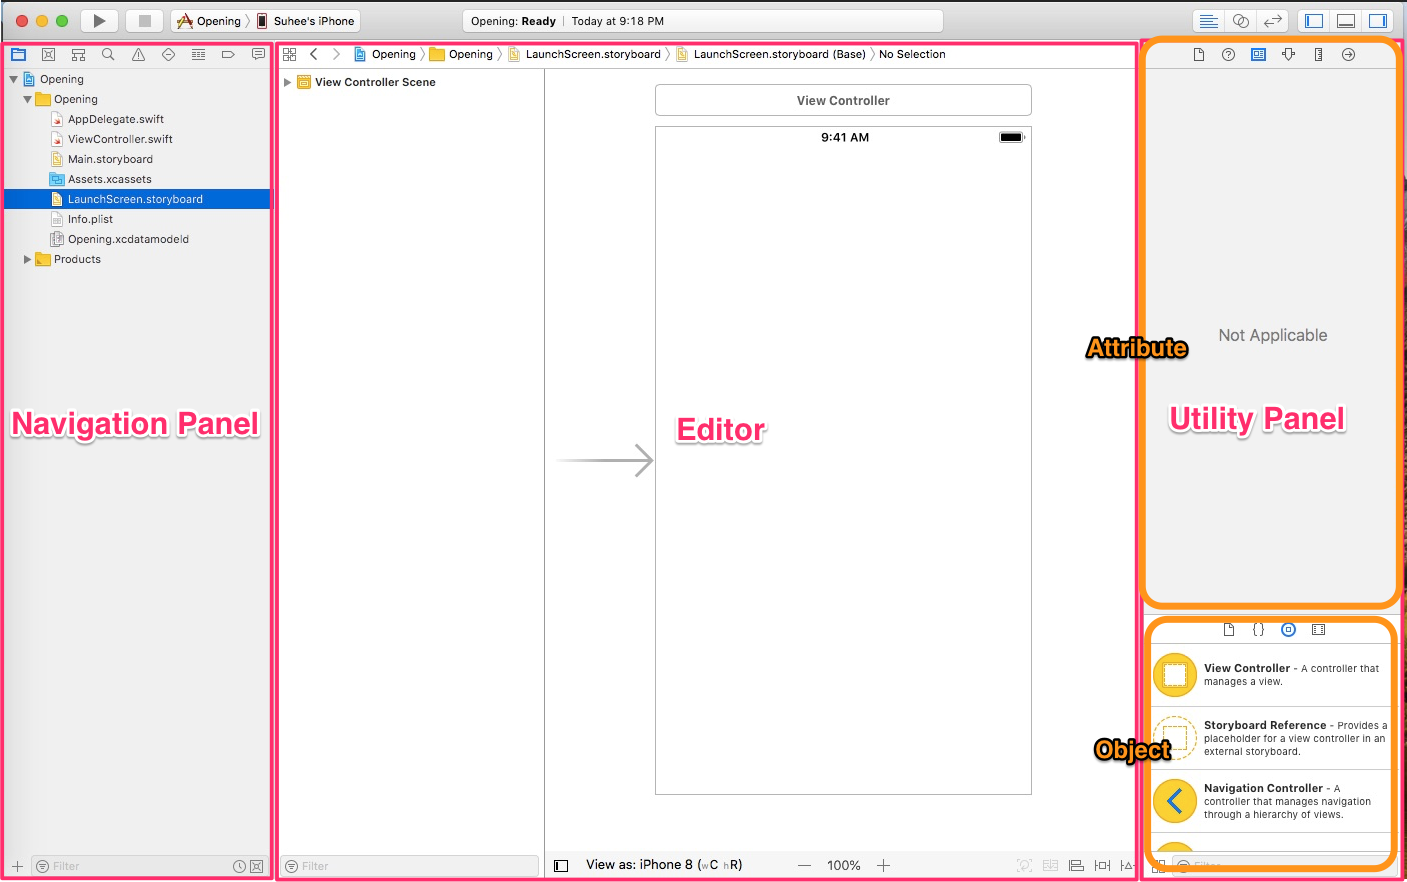 Opening
Suhee's iPhone
Opening: Ready
Today at 9:18 PM
Opening
Opening
LaunchScreen.storyboard
LaunchScreen.storyboard (Base)
No Selection
Opening
Opening
AppDelegate.swift
ViewController.swift
Main.storyboard
Assets.xcassets
LaunchScreen.storyboard
Info.plist
Opening.xcdatamodeld
Products
Navigation Panel
Filter
View Controller Scene
Filter
View Controller
9:41 AM
Editor
View as: iPhone 8 (wC hR)
100%
Attribute
Not Applicable
Utility Panel
Object
View Controller - A controller that
manages a view.
Storyboard Reference - Provides a
placeholder for a view controller in an
external storyboard.
Navigation Controller - A
controller that manages navigation
through a hierarchy of views.
Filter